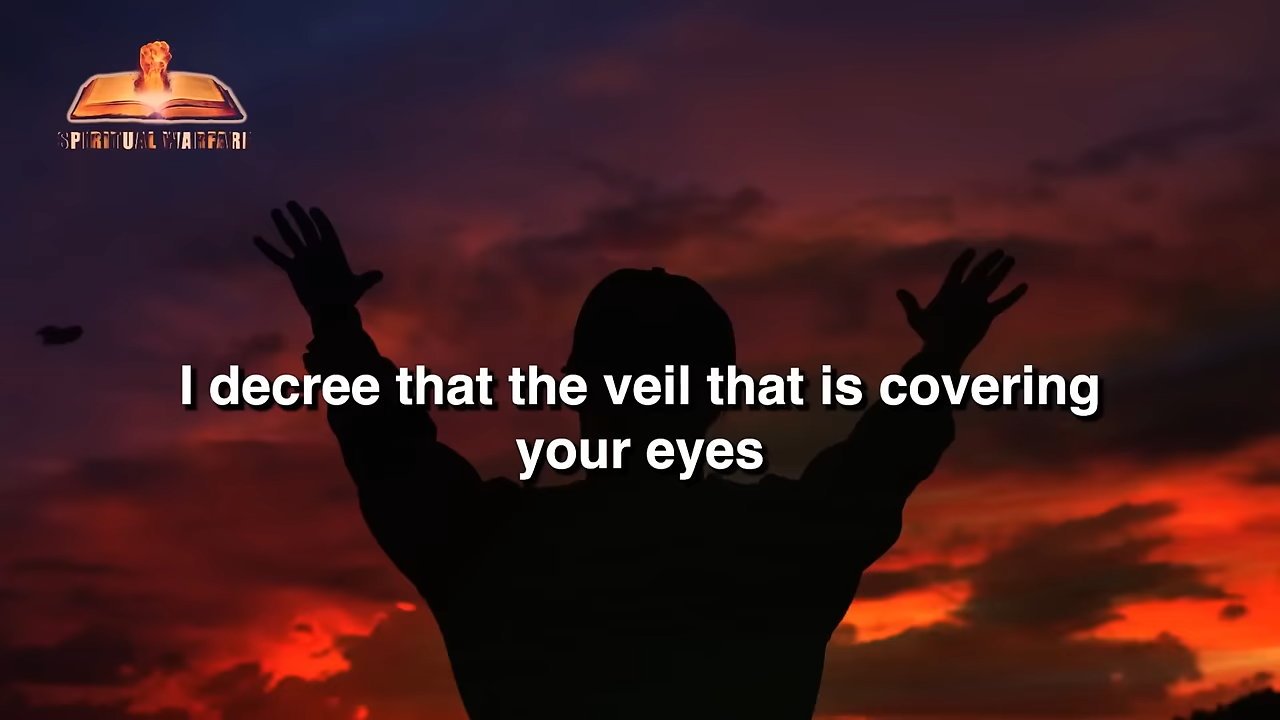 SPIRITUAL WARFARE
I decree that the veil that is covering
your eyes